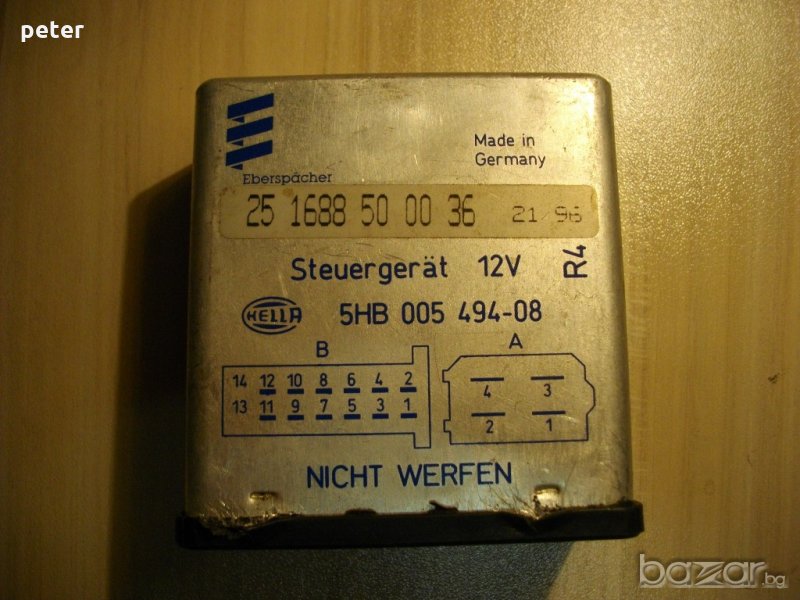 peter
Made in
Germany
Eberspächer
25 1688 50 00 36 21/96
Steuergerät 12V R4
HELLA 5HB 005 494-08
B A
14 12 10 8 6 4 2
13 11 9 7 5 3 1
4 3
2 1
NICHT WERFEN
bazar.bg